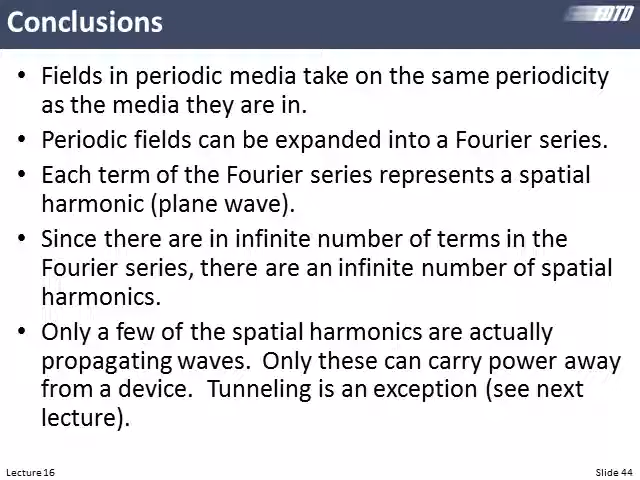 Conclusions
FDTD
• Fields in periodic media take on the same periodicity
as the media they are in.
• Periodic fields can be expanded into a Fourier series.
• Each term of the Fourier series represents a spatial
harmonic (plane wave).
• Since there are in infinite number of terms in the
Fourier series, there are an infinite number of spatial
harmonics.
• Only a few of the spatial harmonics are actually
propagating waves.  Only these can carry power away
from a device.  Tunneling is an exception (see next
lecture).
Lecture 16
Slide 44